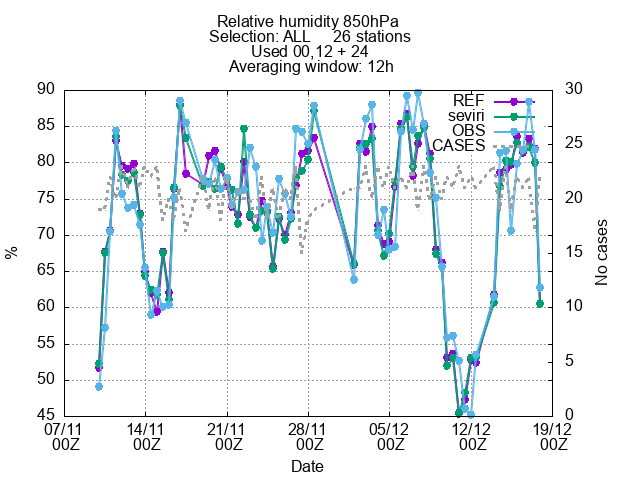 Relative humidity 850hPa
Selection: ALL 26 stations
Used 00,12 + 24
Averaging window: 12h
90
85
80
75
70
65
60
55
50
45
%
30
25
20
15
10
5
0
No cases
REF
seviri
OBS
CASES
07/11 14/11 21/11 28/11 05/12 12/12 19/12
00Z 00Z 00Z 00Z 00Z 00Z 00Z
Date